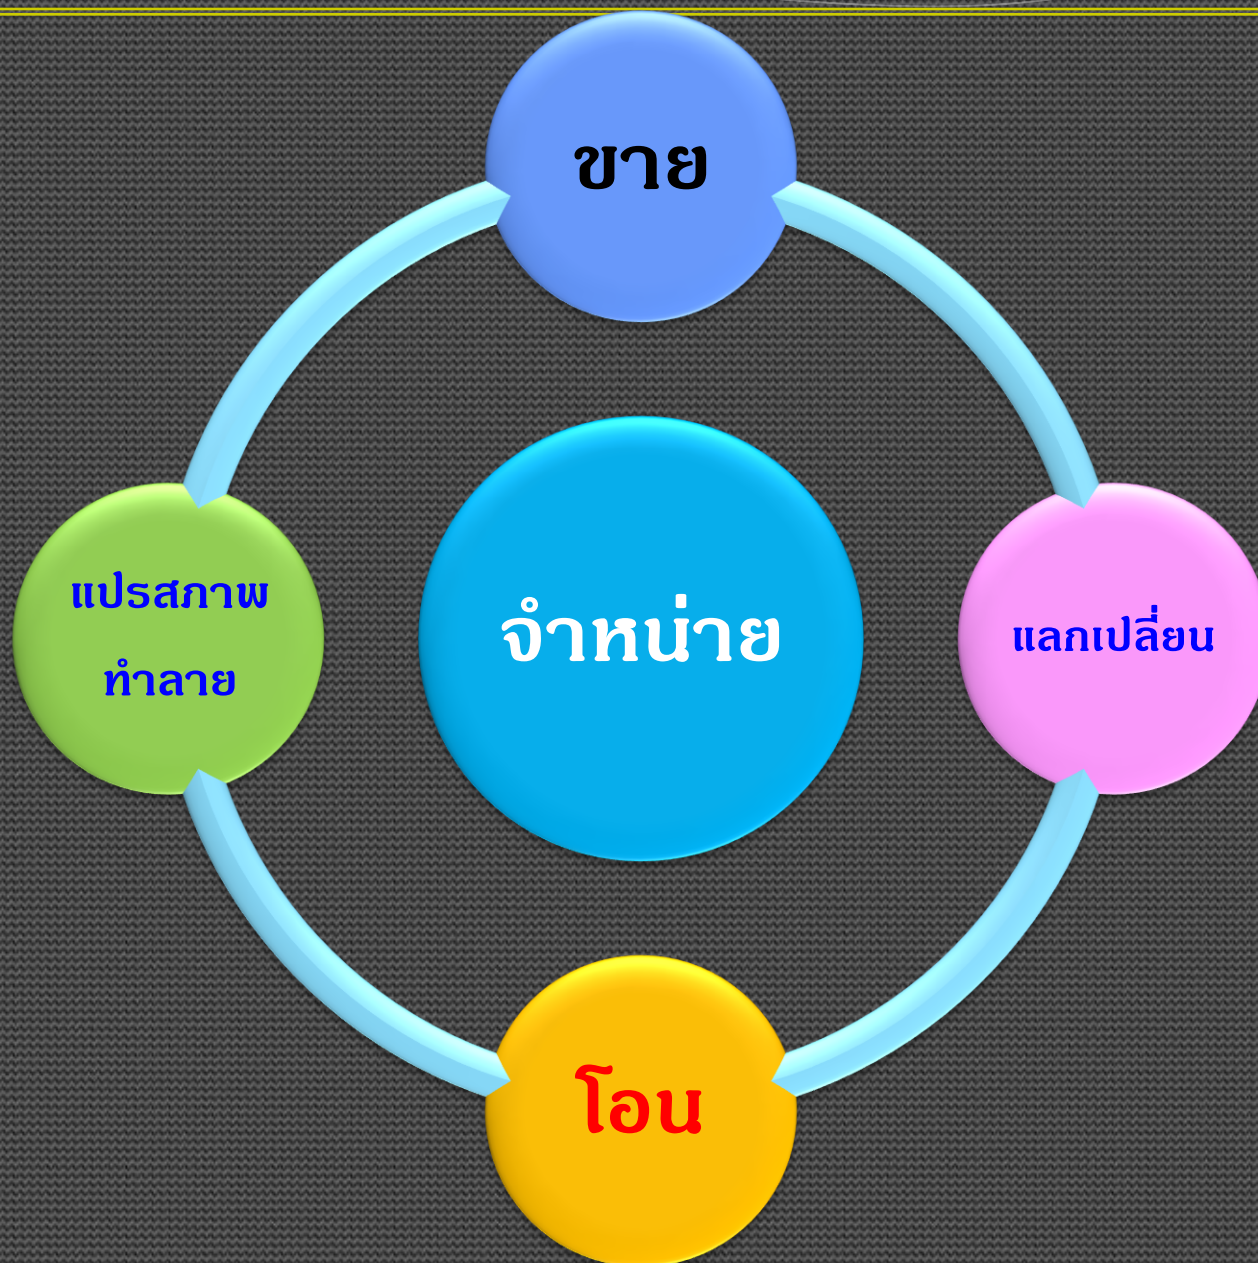 ขาย
แปรสภาพ
ทำลาย
จำหน่าย
แลกเปลี่ยน
โอน